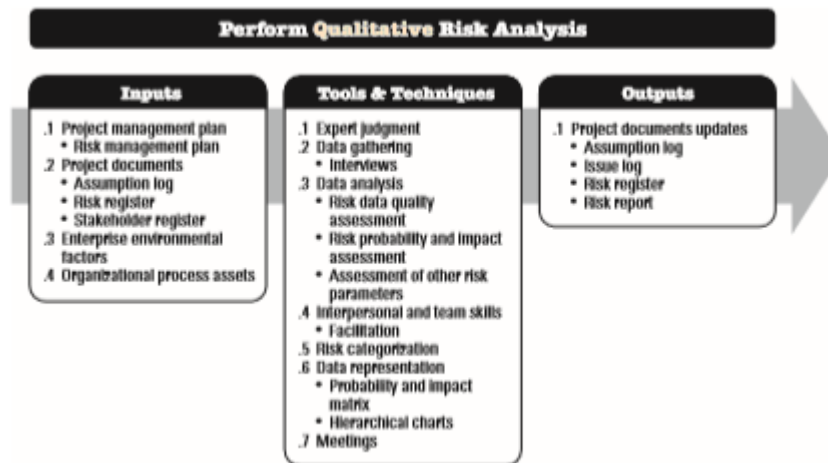 Perform Qualitative Risk Analysis
Inputs
.1 Project management plan
• Risk management plan
.2 Project documents
• Assumption log
• Risk register
• Stakeholder register
.3 Enterprise environmental
factors
.4 Organizational process assets
Tools & Techniques
.1 Expert judgment
.2 Data gathering
• Interviews
.3 Data analysis
• Risk data quality
assessment
• Risk probability and impact
assessment
• Assessment of other risk
parameters
.4 Interpersonal and team skills
• Facilitation
.5 Risk categorization
.6 Data representation
• Probability and impact
matrix
• Hierarchical charts
.7 Meetings
Outputs
.1 Project documents updates
• Assumption log
• Issue log
• Risk register
• Risk report